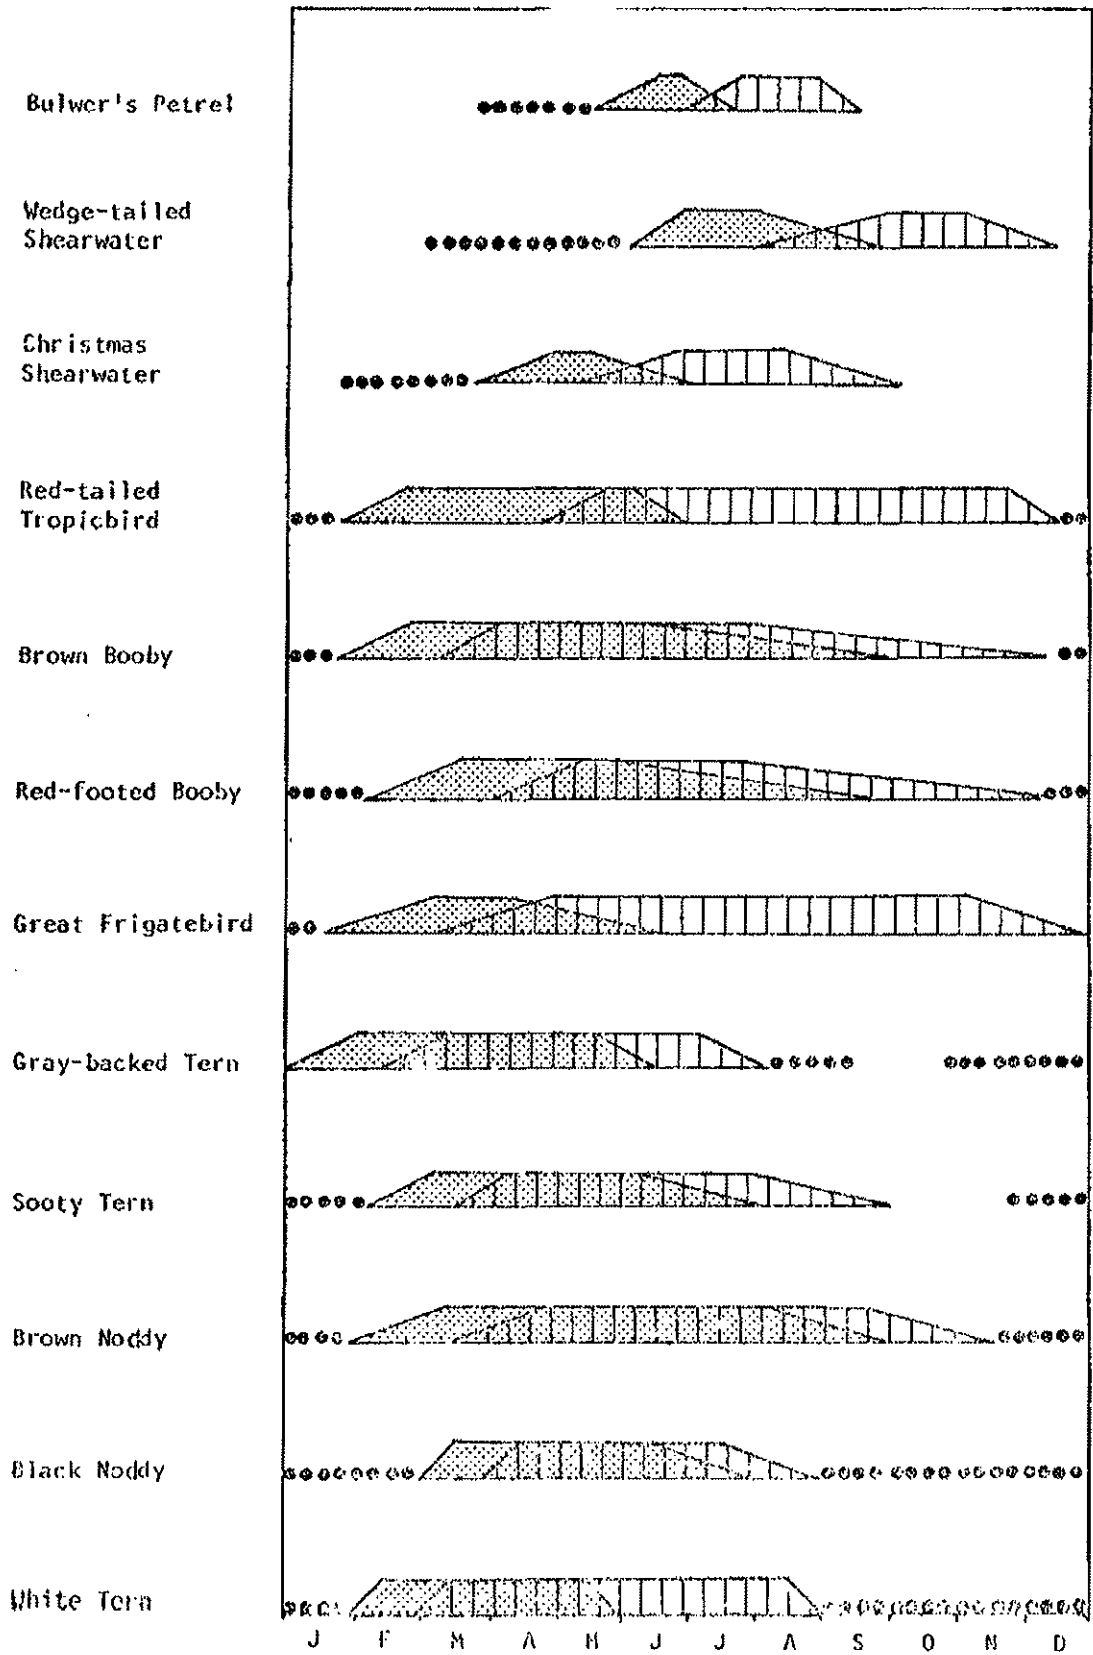 Bulwer's Petrel
Wedge-tailed
Shearwater
Christmas
Shearwater
Red-tailed
Tropicbird
Brown Booby
Red-footed Booby
Great Frigatebird
Gray-backed Tern
Sooty Tern
Brown Noddy
Black Noddy
White Tern
J F M A M J J A S O N D